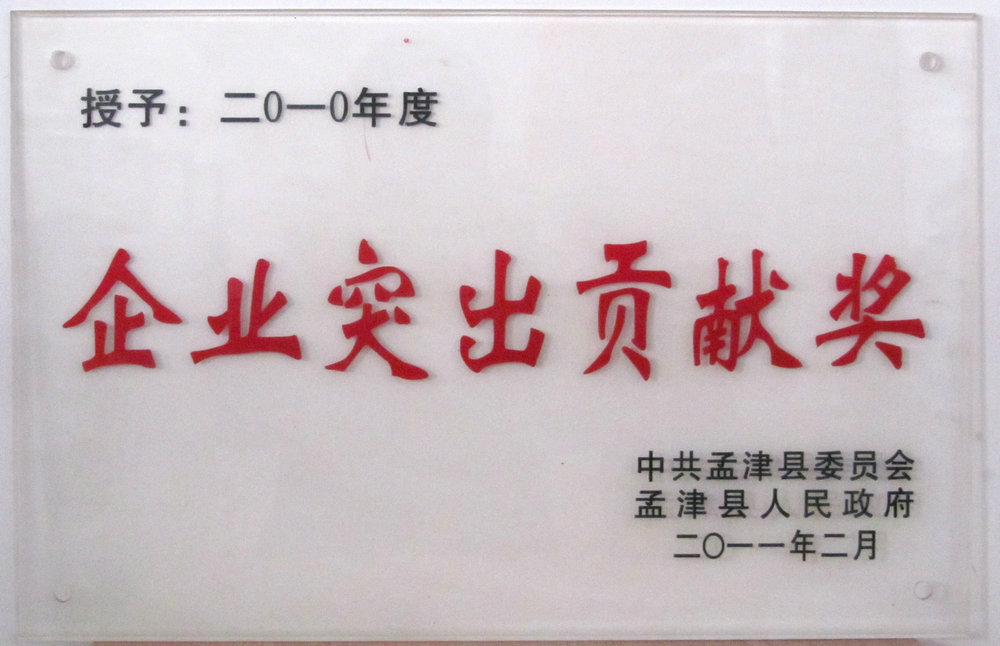 授予：二0一0年度
企业突出贡献奖
中共孟津县委员会
孟津县人民政府
二〇一一年二月